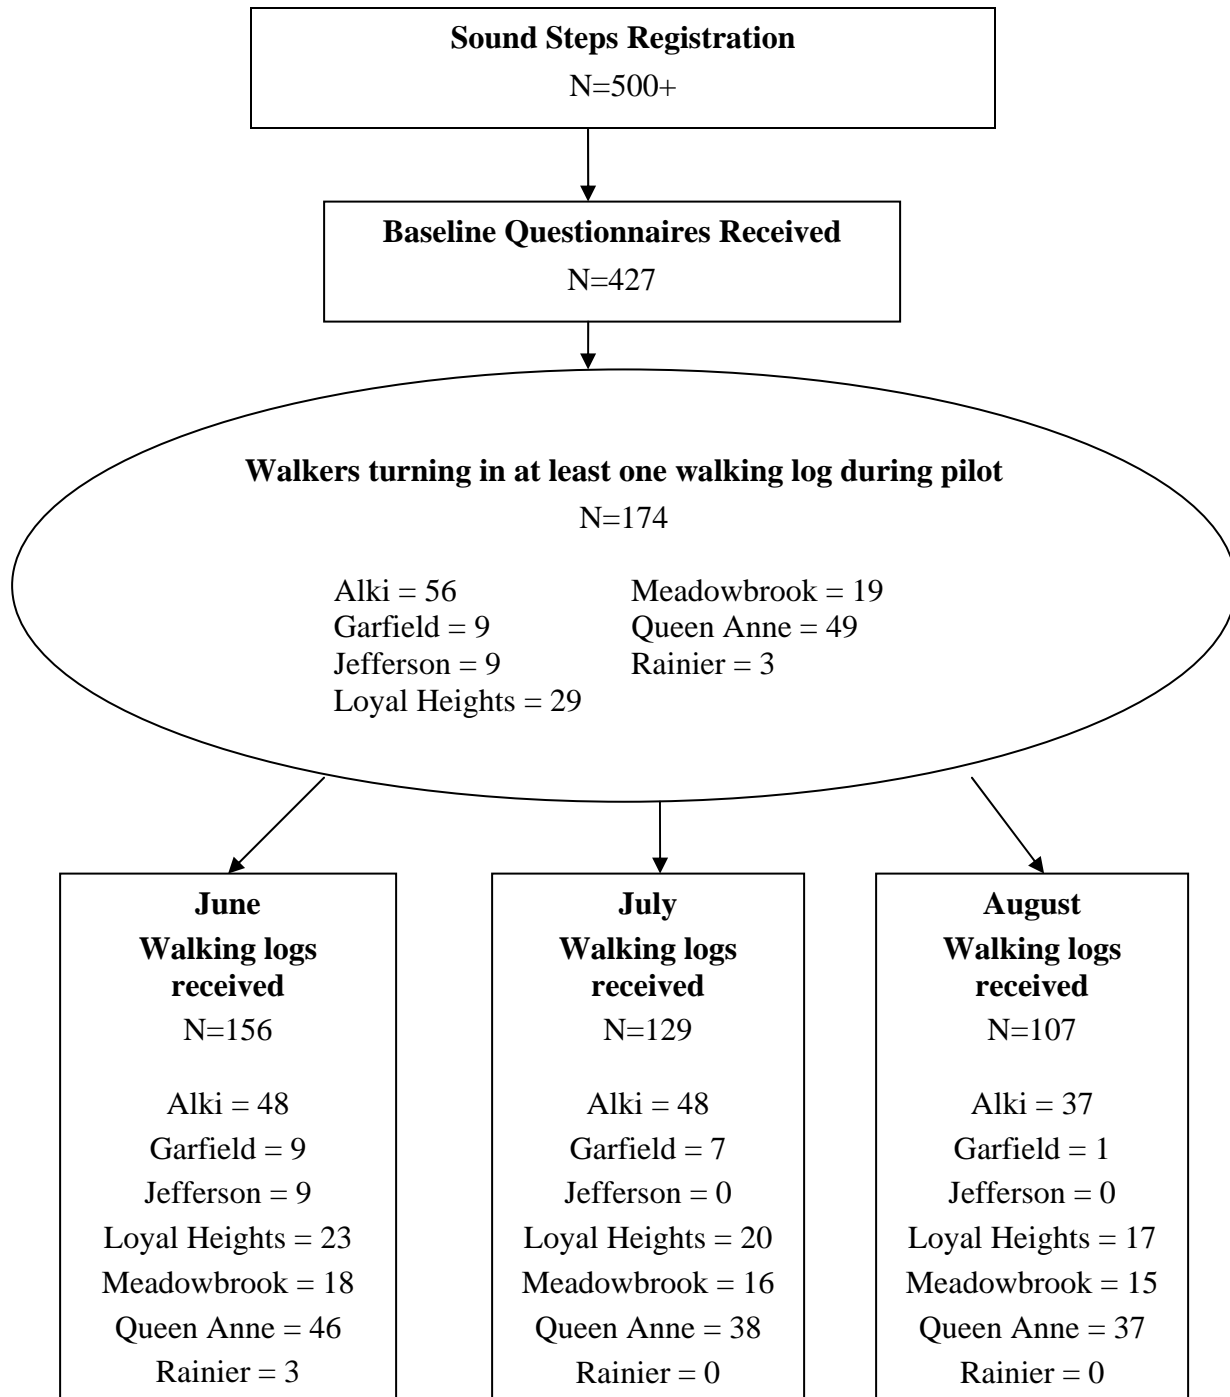 Sound Steps Registration
N=500+
Baseline Questionnaires Received
N=427
Walkers turning in at least one walking log during pilot
N=174
Alki = 56
Garfield = 9
Jefferson = 9
Loyal Heights = 29
Meadowbrook = 19
Queen Anne = 49
Rainier = 3
June
Walking logs
received
N=156
Alki = 48
Garfield = 9
Jefferson = 9
Loyal Heights = 23
Meadowbrook = 18
Queen Anne = 46
Rainier = 3
July
Walking logs
received
N=129
Alki = 48
Garfield = 7
Jefferson = 0
Loyal Heights = 20
Meadowbrook = 16
Queen Anne = 38
Rainier = 0
August
Walking logs
received
N=107
Alki = 37
Garfield = 1
Jefferson = 0
Loyal Heights = 17
Meadowbrook = 15
Queen Anne = 37
Rainier = 0